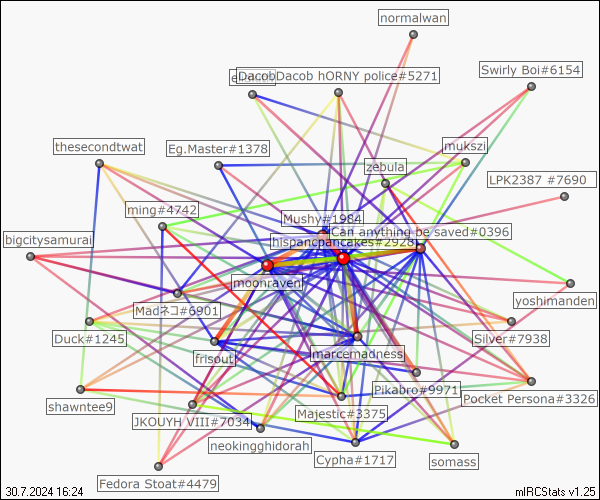 normalwan
DacobDacob hORNY police#5271
Swirly Boi#6154
thesecondtwat
Eg.Master#1378
mukszi
zebula
LPK2387 #7690
ming#4742
Mushy#1984
Can anything be saved#0396
bigcitysamurai
hispanicpancakes#2928
moonraven
yoshimanden
Madネコ#6901
Duck#1245
Silver#7938
frisout
marcemadness
Pikabro#9971
Pocket Persona#3326
shawntee9
Majestic#3375
JKOUYH VIII#7034
neokingghidorah
Cypha#1717
somass
Fedora Stoat#4479
30.7.2024 16:24
mIRCStats v1.25